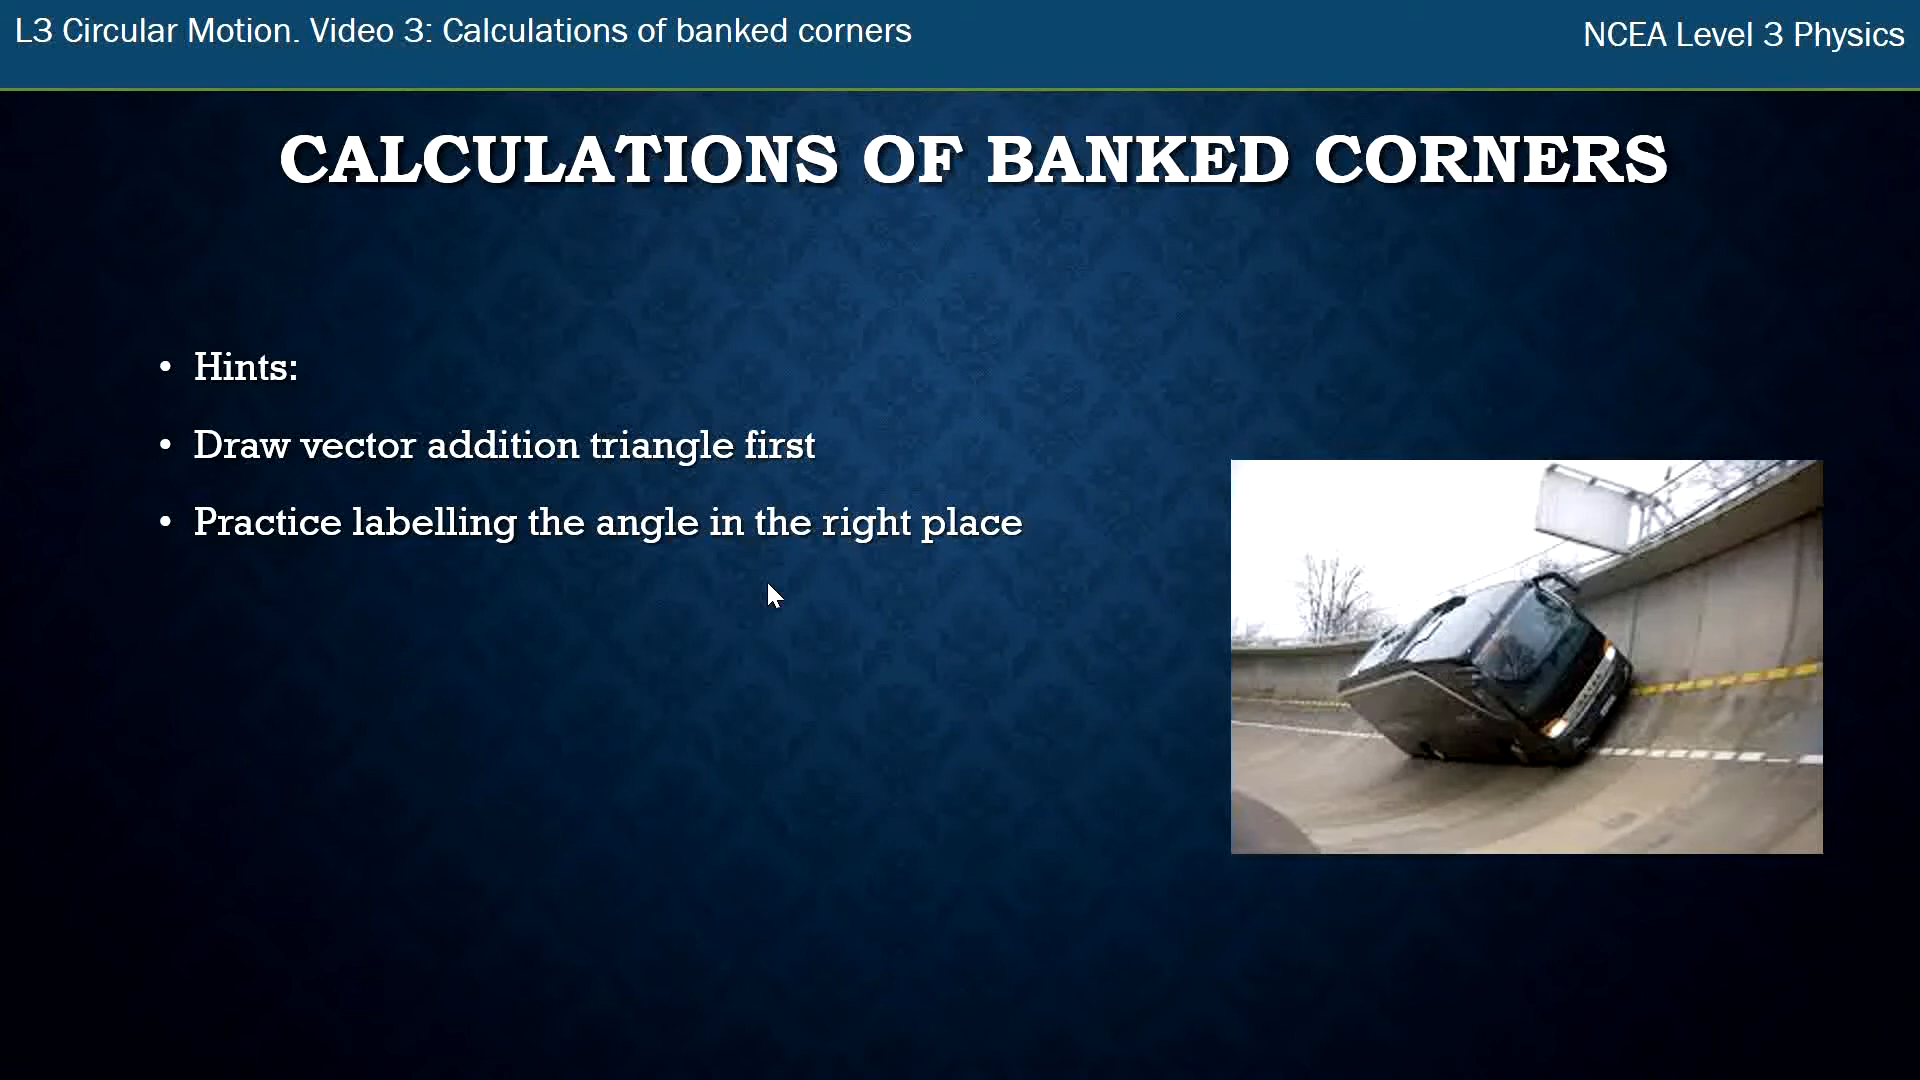 L3 Circular Motion. Video 3: Calculations of banked corners
NCEA Level 3 Physics
CALCULATIONS OF BANKED CORNERS
• Hints:
• Draw vector addition triangle first
• Practice labelling the angle in the right place